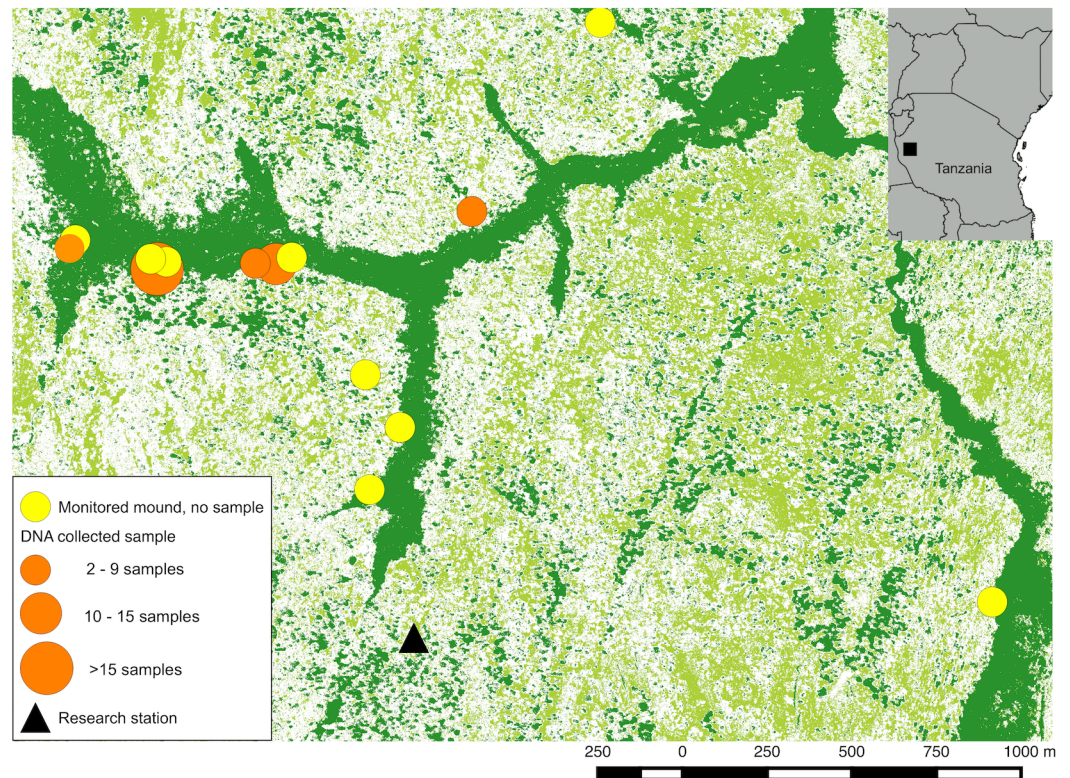 Tanzania
Monitored mound, no sample
DNA collected sample
2 - 9 samples
10 - 15 samples
>15 samples
Research station
250 0 250 500 750 1000 m